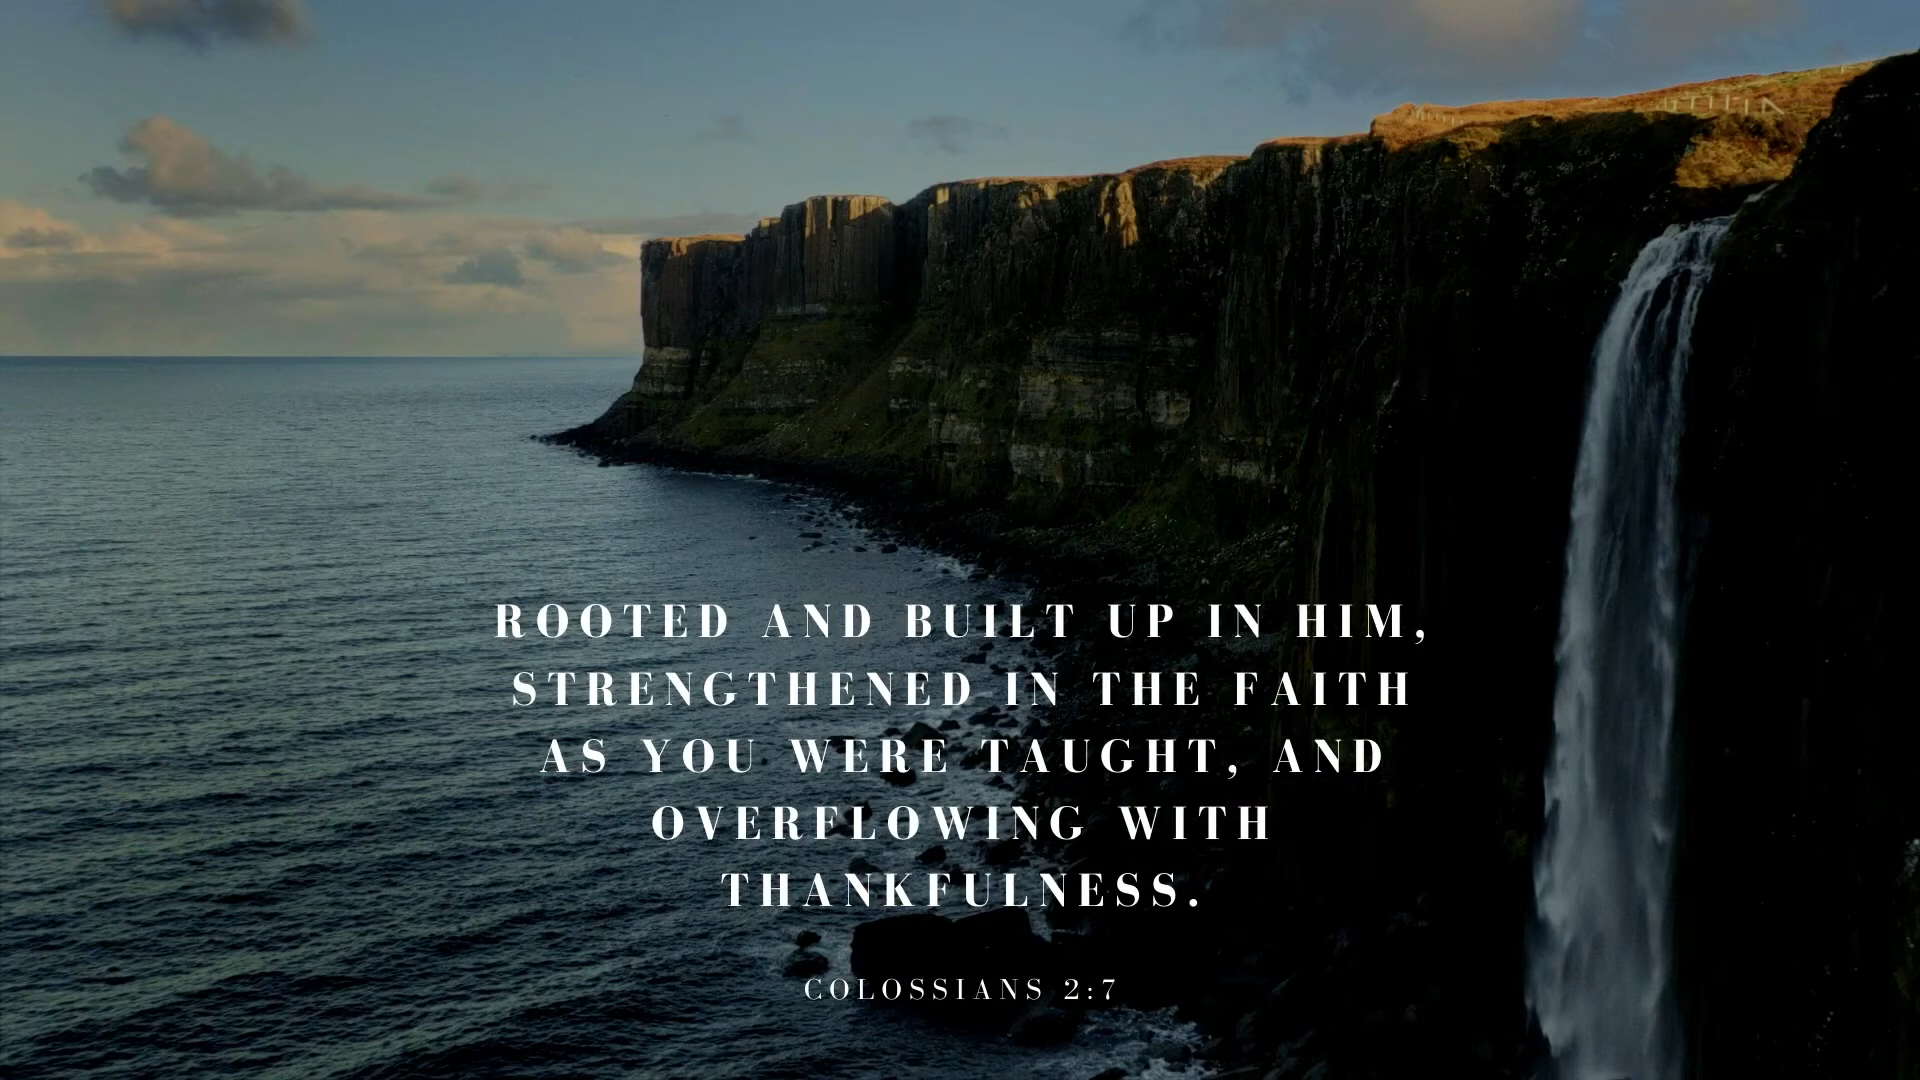 ROOTED AND BUILT UP IN HIM,
STRENGTHENED IN THE FAITH
AS YOU WERE TAUGHT, AND
OVERFLOWING WITH
THANKFULNESS.
COLOSSIANS 2:7